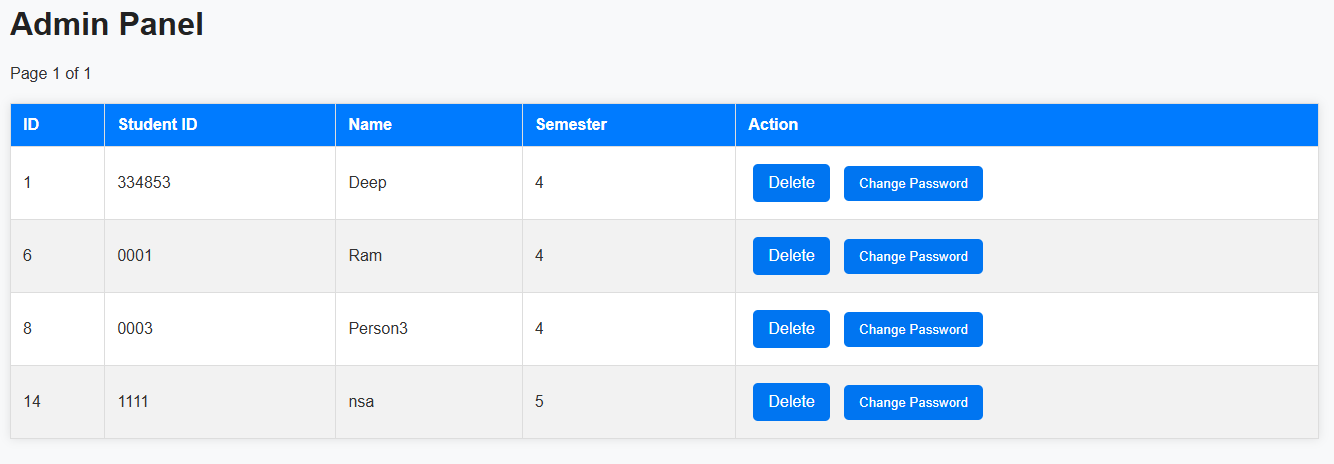 Admin Panel
Page 1 of 1
ID Student ID Name Semester Action
1 334853 Deep 4 Delete Change Password
6 0001 Ram 4 Delete Change Password
8 0003 Person3 4 Delete Change Password
14 1111 nsa 5 Delete Change Password